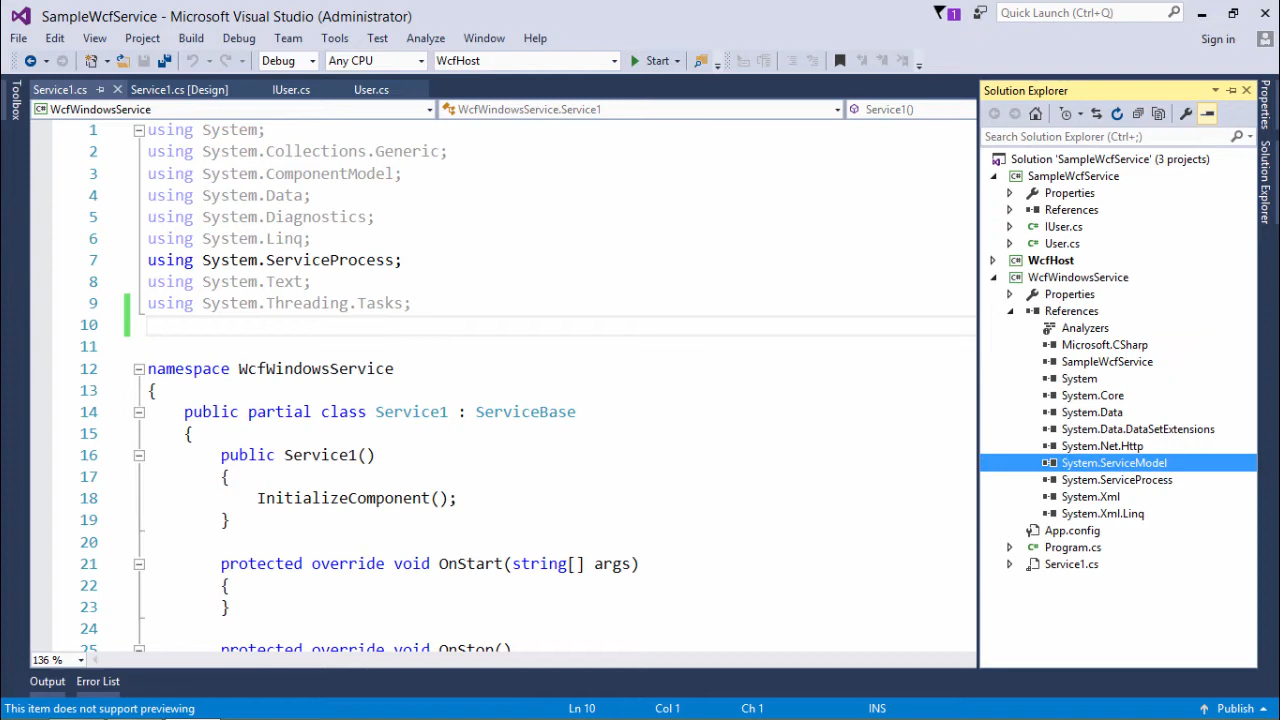 SampleWcfService - Microsoft Visual Studio (Administrator)
1
Quick Launch (Ctrl+Q)
File Edit View Project Build Debug Team Tools Test Analyze Window Help
Sign in
Debug Any CPU WcfHost Start
Toolbox
Service1.cs Service1.cs [Design] IUser.cs User.cs
WcfWindowsService WcfWindowsService.Service1 Service1()
1 using System;
2 using System.Collections.Generic;
3 using System.ComponentModel;
4 using System.Data;
5 using System.Diagnostics;
6 using System.Linq;
7 using System.ServiceProcess;
8 using System.Text;
9 using System.Threading.Tasks;
10
11
12 namespace WcfWindowsService
13 {
14 public partial class Service1 : ServiceBase
15 {
16 public Service1()
17 {
18 InitializeComponent();
19 }
20
21 protected override void OnStart(string[] args)
22 {
23 }
24
25 protected override void OnStop()
136 %
Solution Explorer
Search Solution Explorer (Ctrl+;)
Solution 'SampleWcfService' (3 projects)
SampleWcfService
Properties
References
IUser.cs
User.cs
WcfHost
WcfWindowsService
Properties
References
Analyzers
Microsoft.CSharp
SampleWcfService
System
System.Core
System.Data
System.Data.DataSetExtensions
System.Net.Http
System.ServiceModel
System.ServiceProcess
System.Xml
System.Xml.Linq
App.config
Program.cs
Service1.cs
Properties
Solution Explorer
Output Error List
This item does not support previewing Ln 10 Col 1 Ch 1 INS Publish